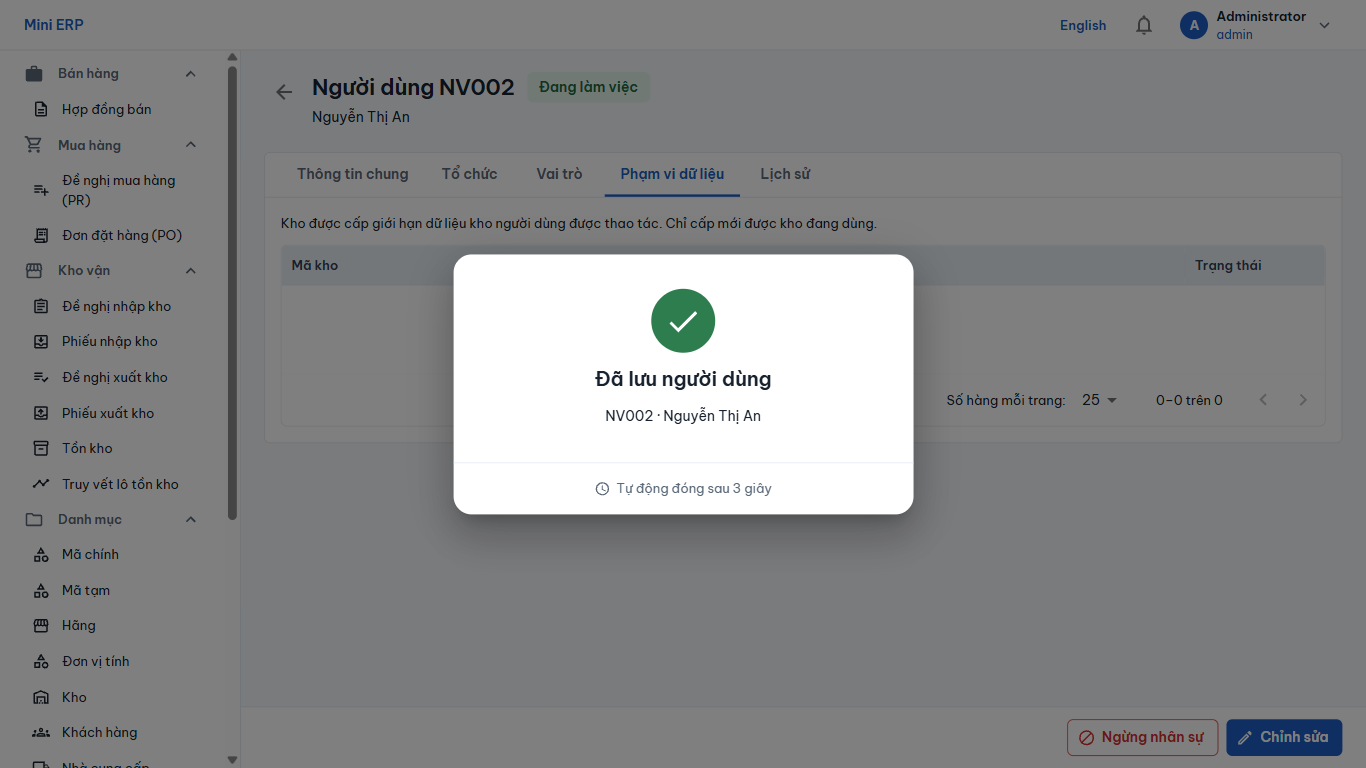 Mini ERP
English
A
Administrator
admin
Bán hàng
Hợp đồng bán
Mua hàng
Đề nghị mua hàng
(PR)
Đơn đặt hàng (PO)
Kho vận
Đề nghị nhập kho
Phiếu nhập kho
Đề nghị xuất kho
Phiếu xuất kho
Tồn kho
Truy vết lô tồn kho
Danh mục
Mã chính
Mã tạm
Hãng
Đơn vị tính
Kho
Khách hàng
Nhà cung cấp
Người dùng NV002
Đang làm việc
Nguyễn Thị An
Thông tin chung
Tổ chức
Vai trò
Phạm vi dữ liệu
Lịch sử
Kho được cấp giới hạn dữ liệu kho người dùng được thao tác. Chỉ cấp mới được kho đang dùng.
Mã kho
Trạng thái
Số hàng mỗi trang:
25
0–0 trên 0
Đã lưu người dùng
NV002 · Nguyễn Thị An
Tự động đóng sau 3 giây
Ngừng nhân sự
Chỉnh sửa